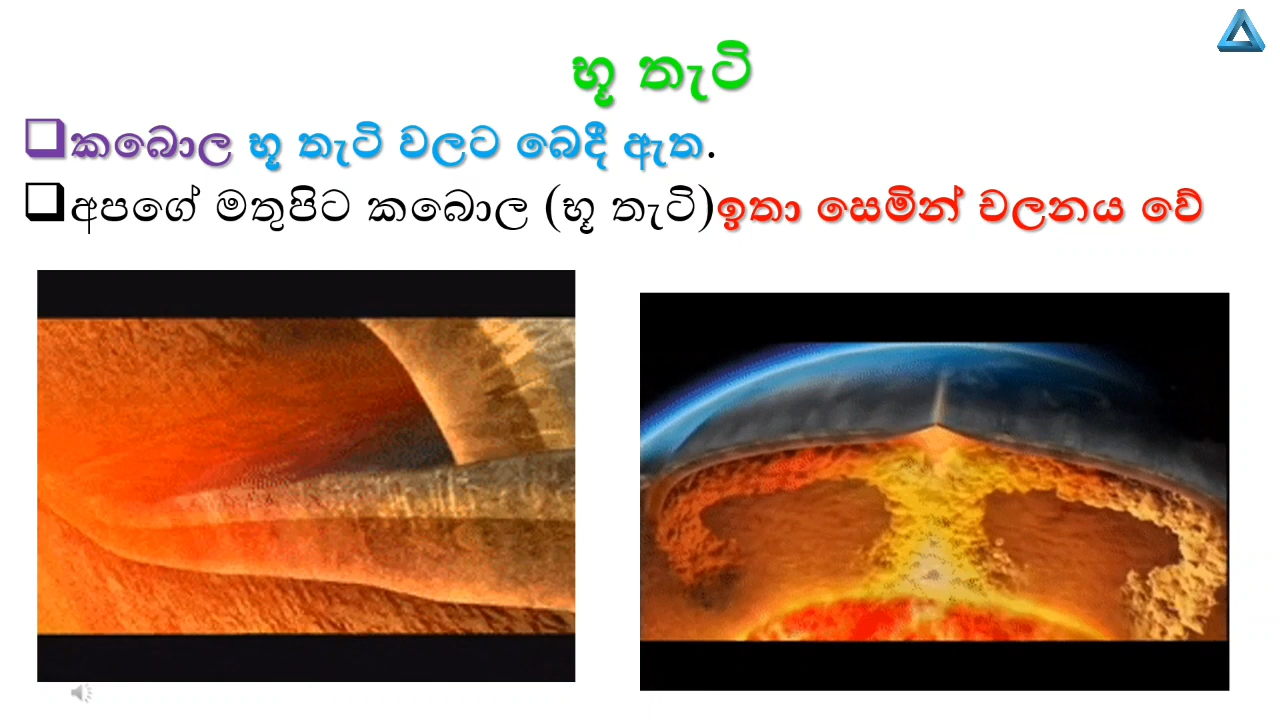 භූ තැටි
කබොල භූ තැටි වලට බෙදී ඇත.
අපගේ මතුපිට කබොල (භූ තැටි)ඉතා සෙමින් චලනය වේ